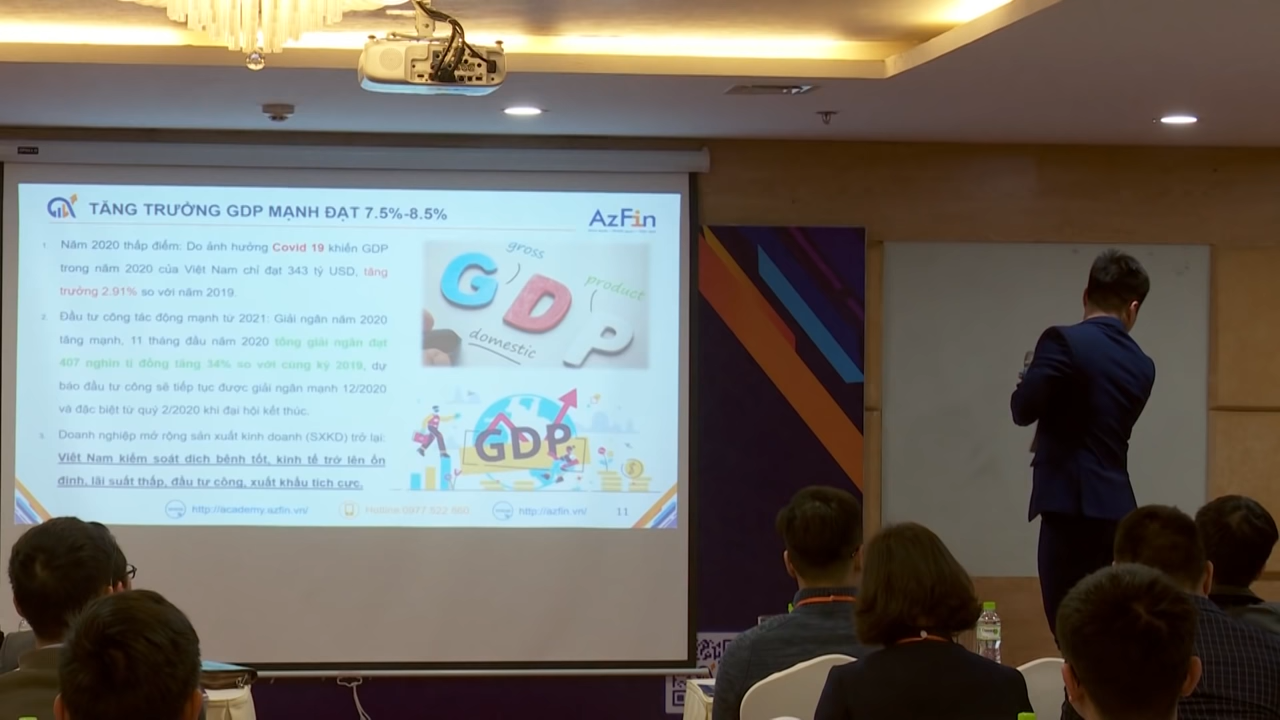 TĂNG TRƯỞNG GDP MẠNH ĐẠT 7.5%-8.5%
AzFin
1. Năm 2020 thấp điểm: Do ảnh hưởng Covid 19 khiến GDP
trong năm 2020 của Việt Nam chỉ đạt 343 tỷ USD, tăng
trưởng 2.91% so với năm 2019.
2. Đầu tư công tác động mạnh từ 2021: Giải ngân năm 2020
tăng mạnh, 11 tháng đầu năm 2020 tổng giải ngân đạt
407 nghìn tỉ đồng tăng 34% so với cùng kỳ 2019, dự
báo đầu tư công sẽ tiếp tục được giải ngân mạnh 12/2020
và đặc biệt từ quý 2/2020 khi đại hội kết thúc.
3. Doanh nghiệp mở rộng sản xuất kinh doanh (SXKD) trở lại:
Việt Nam kiểm soát dịch bệnh tốt, kinh tế trở lên ổn
định, lãi suất thấp, đầu tư công, xuất khẩu tích cực.
gross
GDP
product
domestic
GDP
http://academy.azfin.vn/
Hotline:0977 622 660
http://azfin.vn/
11